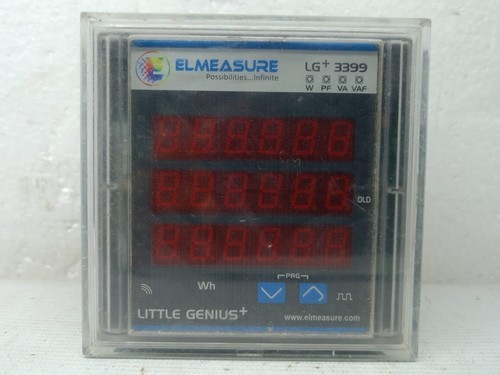 ELMEASURE
Possibilities...Infinite
LG+ 3399
W PF VA VAF
OLD
PRG
Wh
LITTLE GENIUS+
www.elmeasure.com